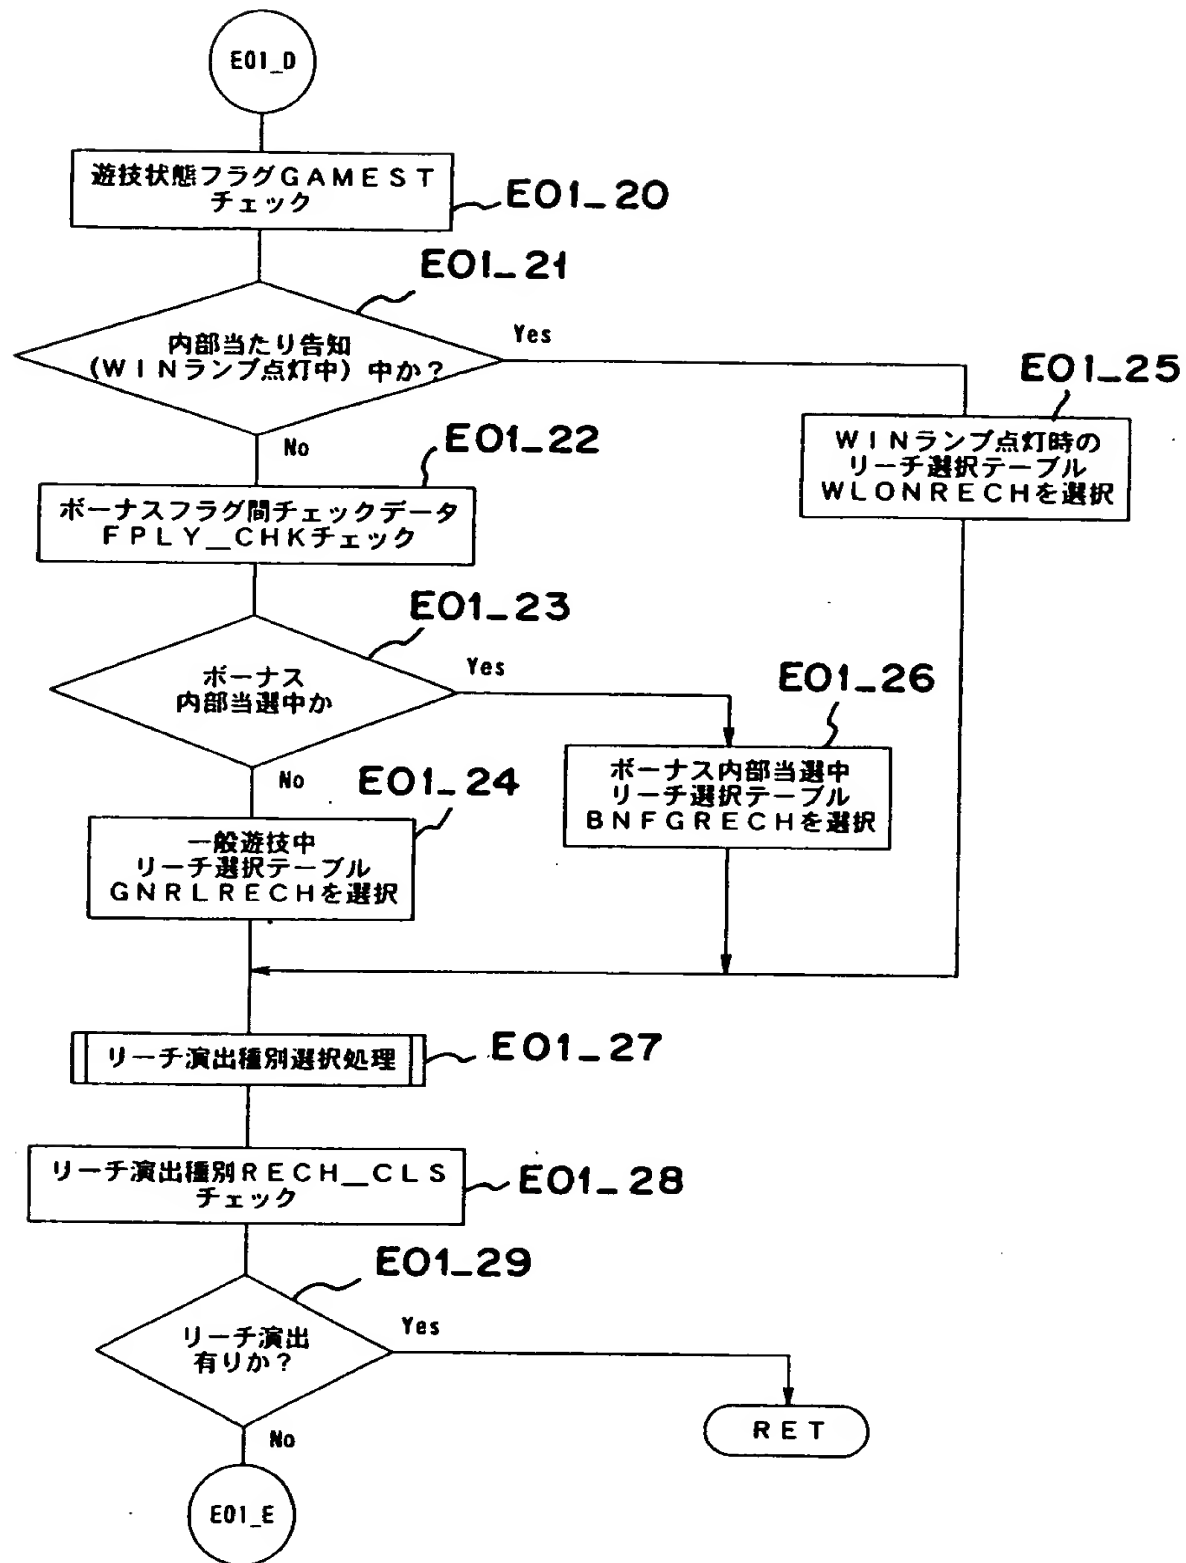 E01_D
遊技状態フラグGAMEST
チェック
E01_20
E01_21
内部当たり告知
(WINランプ点灯中)中か?
Yes
No
E01_25
WINランプ点灯時の
リーチ選択テーブル
WLONRECHを選択
E01_22
ボーナスフラグ間チェックデータ
FPLY__CHKチェック
E01_23
ボーナス
内部当選中か
Yes
No
E01_26
ボーナス内部当選中
リーチ選択テーブル
BNFGRECHを選択
E01_24
一般遊技中
リーチ選択テーブル
GNRLRECHを選択
リーチ演出種別選択処理
E01_27
リーチ演出種別RECH__CLS
チェック
E01_28
E01_29
リーチ演出
有りか?
Yes
No
RET
E01_E